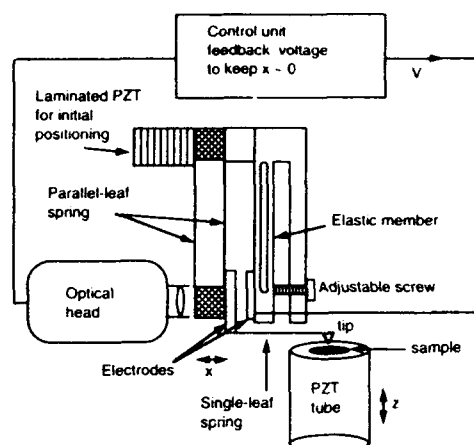 Control unit
feedback voltage
to keep x ~ 0
V
Laminated PZT
for initial
positioning
Parallel-leaf
spring
Elastic member
Optical
head
Adjustable screw
tip
sample
Electrodes
x
Single-leaf
spring
PZT
tube
z